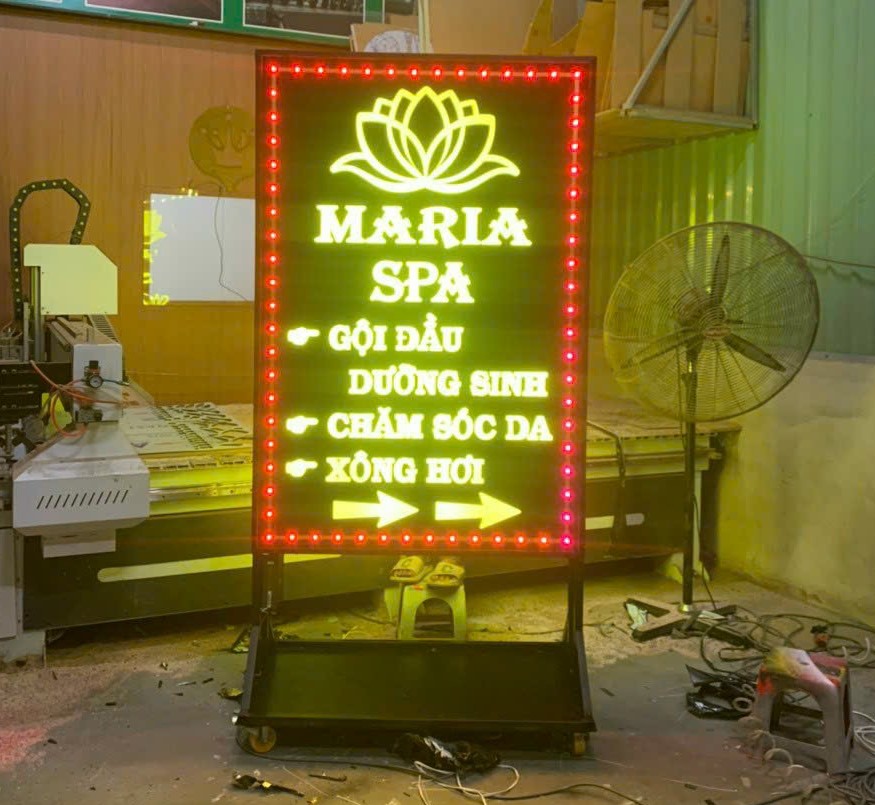 MARIA
SPA
GỘI ĐẦU
DƯỠNG SINH
CHĂM SÓC DA
XÔNG HƠI